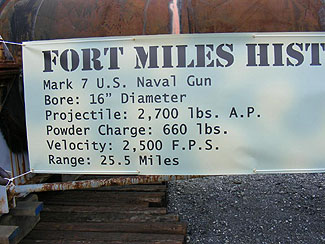 FORT MILES HIST
Mark 7 U.S. Naval Gun
Bore: 16” Diameter
Projectile: 2,700 lbs. A.P.
Powder Charge: 660 lbs.
Velocity: 2,500 F.P.S.
Range: 25.5 Miles